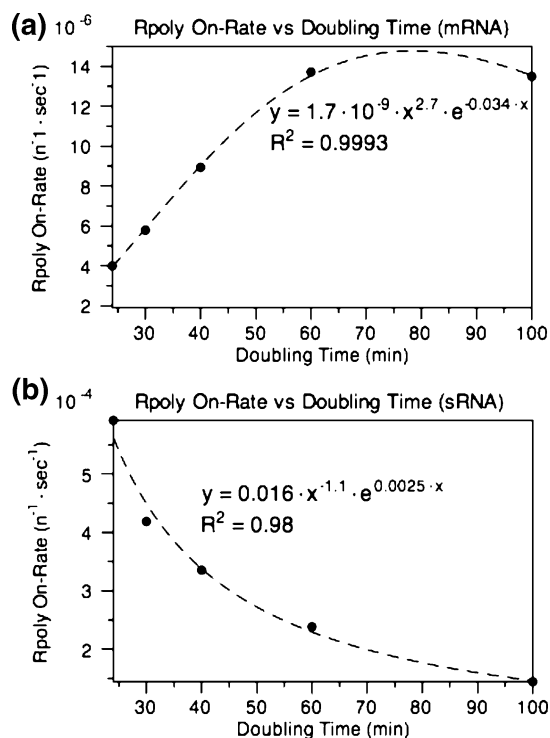 (a)
10⁻⁶
Rpoly On-Rate vs Doubling Time (mRNA)
14
12
10
8
6
4
2
Rpoly On-Rate (n⁻1 · sec⁻1)
y = 1.7 · 10⁻⁹ · x²·⁷ · e⁻⁰·⁰³⁴ · ˣ
R² = 0.9993
30 40 50 60 70 80 90 100
Doubling Time (min)
(b)
10⁻⁴
Rpoly On-Rate vs Doubling Time (sRNA)
5
4
3
2
Rpoly On-Rate (n⁻¹ · sec⁻¹)
y = 0.016 · x⁻¹·¹ · e⁰·⁰⁰²⁵ · ˣ
R² = 0.98
30 40 50 60 70 80 90 100
Doubling Time (min)